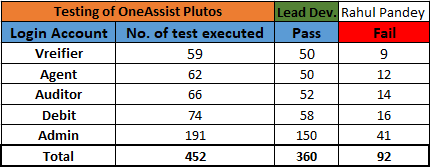 Testing of OneAssist Plutos Lead Dev. Rahul Pandey
Login Account No. of test executed Pass Fail
Vreifier 59 50 9
Agent 62 50 12
Auditor 66 52 14
Debit 74 58 16
Admin 191 150 41
Total 452 360 92